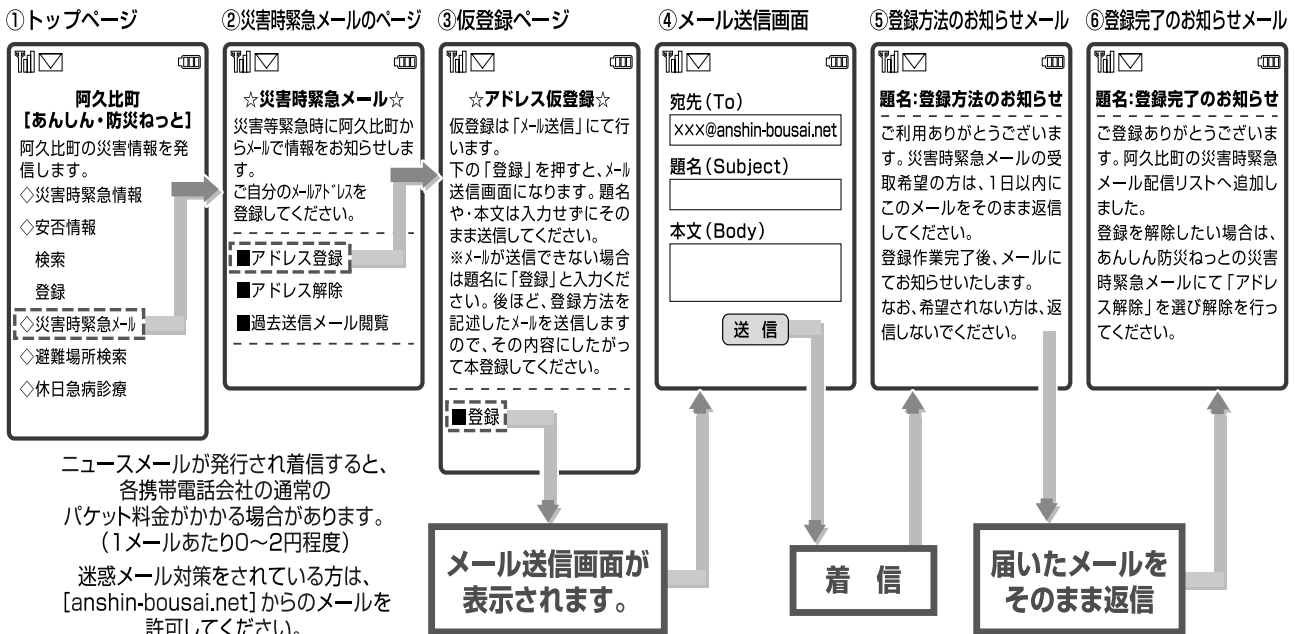 ①トップページ
阿久比町
[あんしん・防災ねっと]
阿久比町の災害情報を発
信します。
◇災害時緊急情報
◇安否情報
検索
登録
◇災害時緊急メール
◇避難場所検索
◇休日急病診療
②災害時緊急メールのページ
☆災害時緊急メール☆
災害等緊急時に阿久比町か
らメールで情報をお知らせしま
す。
ご自分のメールアドレスを
登録してください。
■アドレス登録
■アドレス解除
■過去送信メール閲覧
③仮登録ページ
☆アドレス仮登録☆
仮登録は「メール送信」にて行
います。
下の「登録」を押すと、メール
送信画面になります。題名
や・本文は入力せずにその
まま送信してください。
※メールが送信できない場合
は題名に「登録」と入力くだ
さい。後ほど、登録方法を
記述したメールを送信します
ので、その内容にしたがっ
て本登録してください。
■登録
④メール送信画面
宛先(To)
×××@anshin-bousai.net
題名(Subject)
本文(Body)
送 信
⑤登録方法のお知らせメール
題名:登録方法のお知らせ
ご利用ありがとうございま
す。災害時緊急メールの受
取希望の方は、1日以内に
このメールをそのまま返信
してください。
登録作業完了後、メールに
てお知らせいたします。
なお、希望されない方は、返
信しないでください。
⑥登録完了のお知らせメール
題名:登録完了のお知らせ
ご登録ありがとうございま
す。阿久比町の災害時緊急
メール配信リストへ追加し
ました。
登録を解除したい場合は、
あんしん防災ねっとの災害
時緊急メールにて「アドレ
ス解除」を選び解除を行っ
てください。
ニュースメールが発行され着信すると、
各携帯電話会社の通常の
パケット料金がかかる場合があります。
(1メールあたり0～2円程度)
迷惑メール対策をされている方は、
[anshin-bousai.net]からのメールを
許可してください。
メール送信画面が
表示されます。
着 信
届いたメールを
そのまま返信